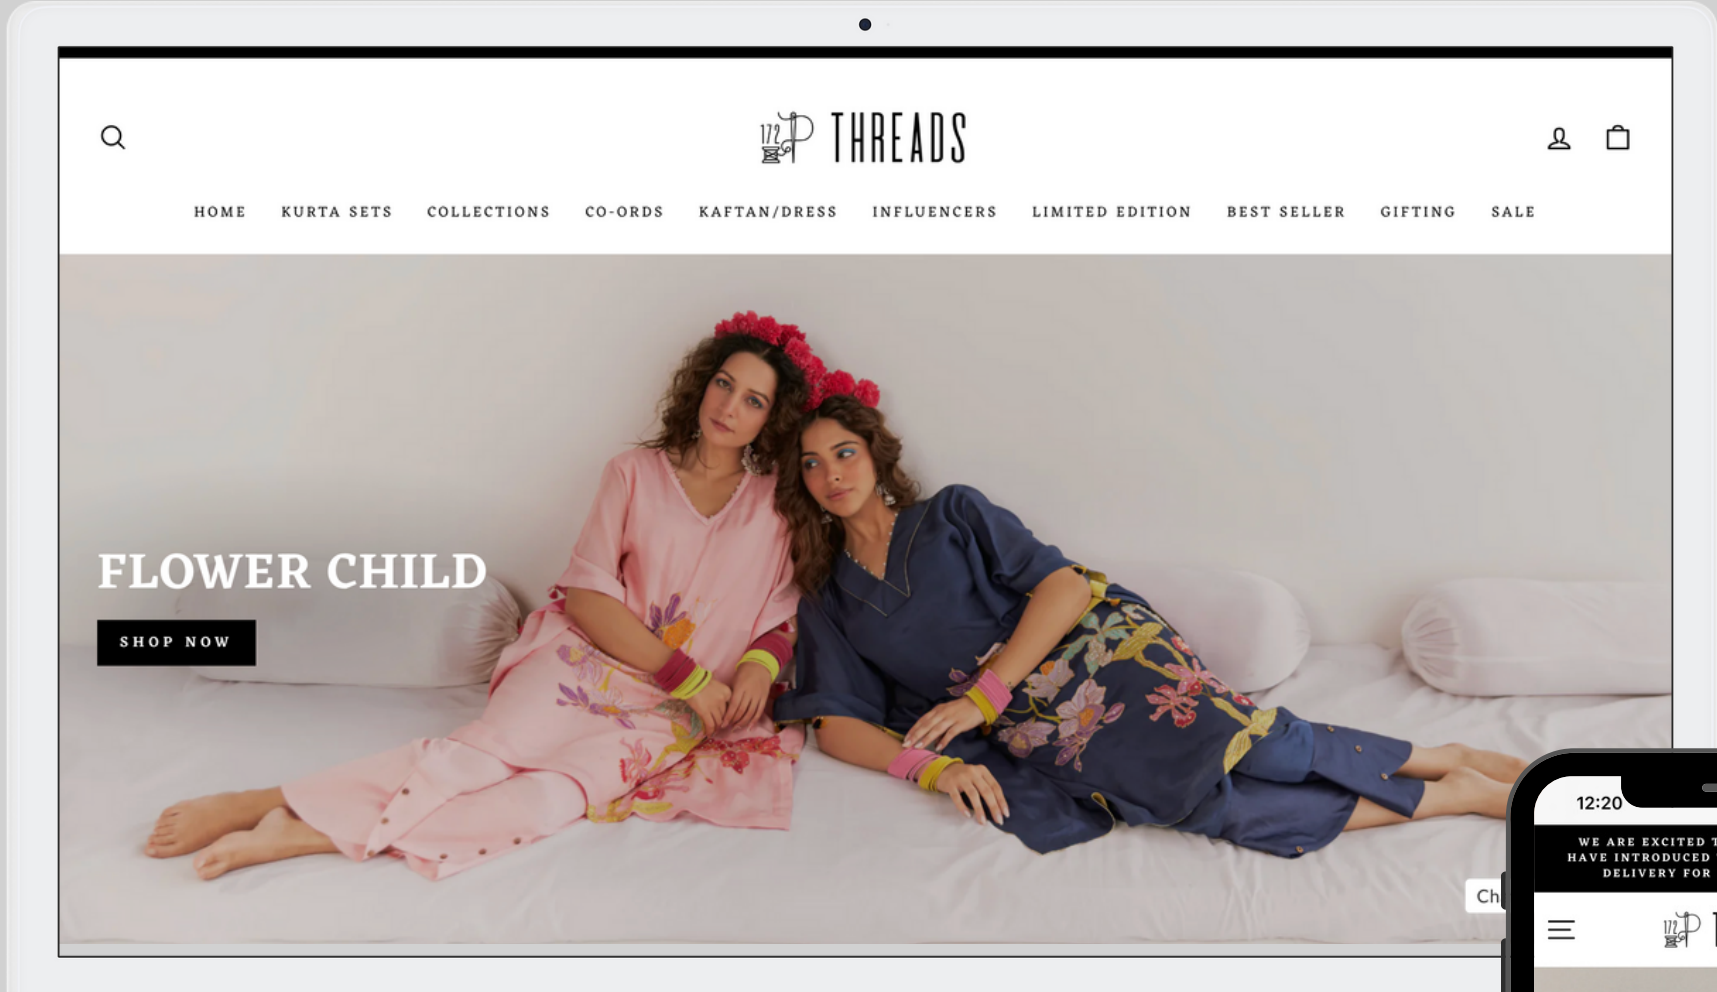 172 P THREADS
HOME KURTA SETS COLLECTIONS CO-ORDS KAFTAN/DRESS INFLUENCERS LIMITED EDITION BEST SELLER GIFTING SALE
FLOWER CHILD
SHOP NOW
Ch
12:20
WE ARE EXCITED
HAVE INTRODUCED
DELIVERY FOR
172 P